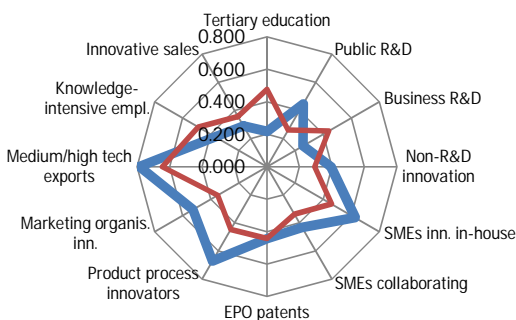 Tertiary education
0.800
Innovative sales
Public R&D
0.600
Knowledge-
intensive empl.
0.400
Business R&D
0.200
Medium/high tech
exports
0.000
Non-R&D
innovation
Marketing organis.
inn.
SMEs inn. in-house
Product process
innovators
SMEs collaborating
EPO patents